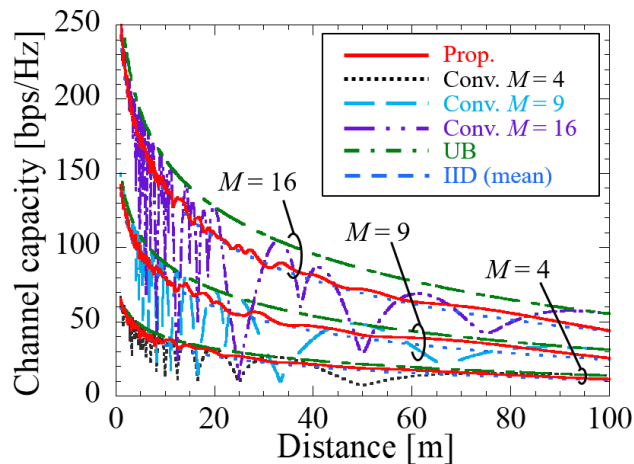 250
200
150
100
50
0
Channel capacity [bps/Hz]
Prop.
Conv. M = 4
Conv. M = 9
Conv. M = 16
UB
IID (mean)
M = 16
M = 9
M = 4
0 20 40 60 80 100
Distance [m]